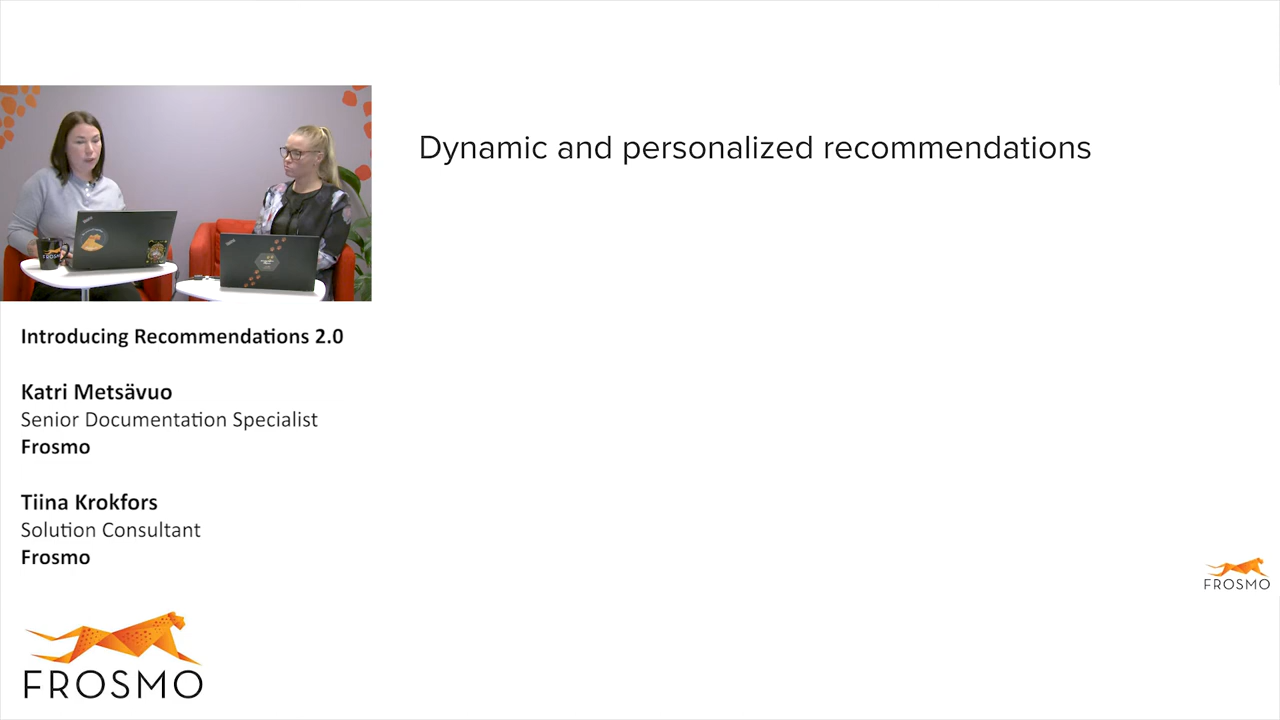 Dynamic and personalized recommendations
FROSMO
Introducing Recommendations 2.0
Katri Metsävuo
Senior Documentation Specialist
Frosmo
Tiina Krokfors
Solution Consultant
Frosmo
FROSMO
FROSMO